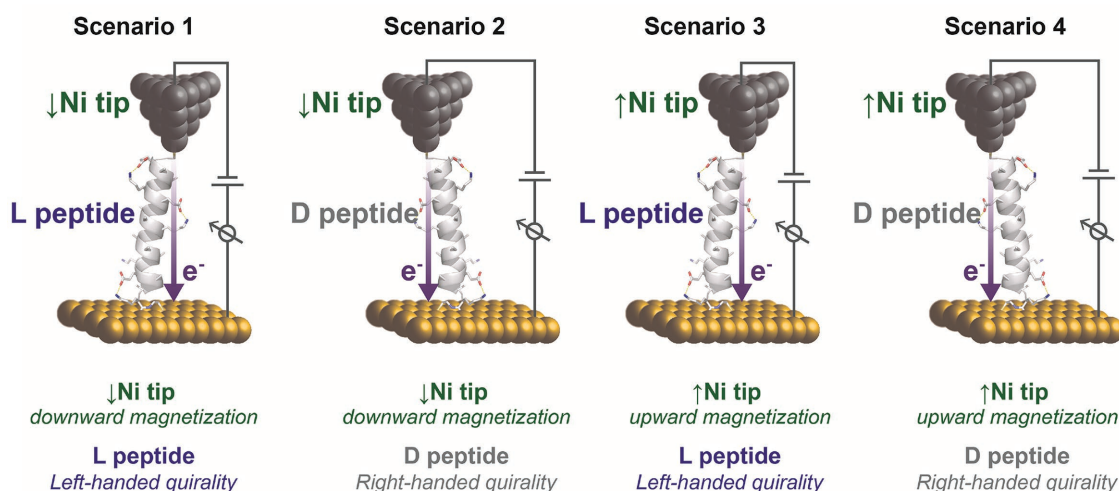 Scenario 1
↓Ni tip
L peptide
e-
↓Ni tip
downward magnetization
L peptide
Left-handed quirality
Scenario 2
↓Ni tip
D peptide
e-
↓Ni tip
downward magnetization
D peptide
Right-handed quirality
Scenario 3
↑Ni tip
L peptide
e-
↑Ni tip
upward magnetization
L peptide
Left-handed quirality
Scenario 4
↑Ni tip
D peptide
e-
↑Ni tip
upward magnetization
D peptide
Right-handed quirality